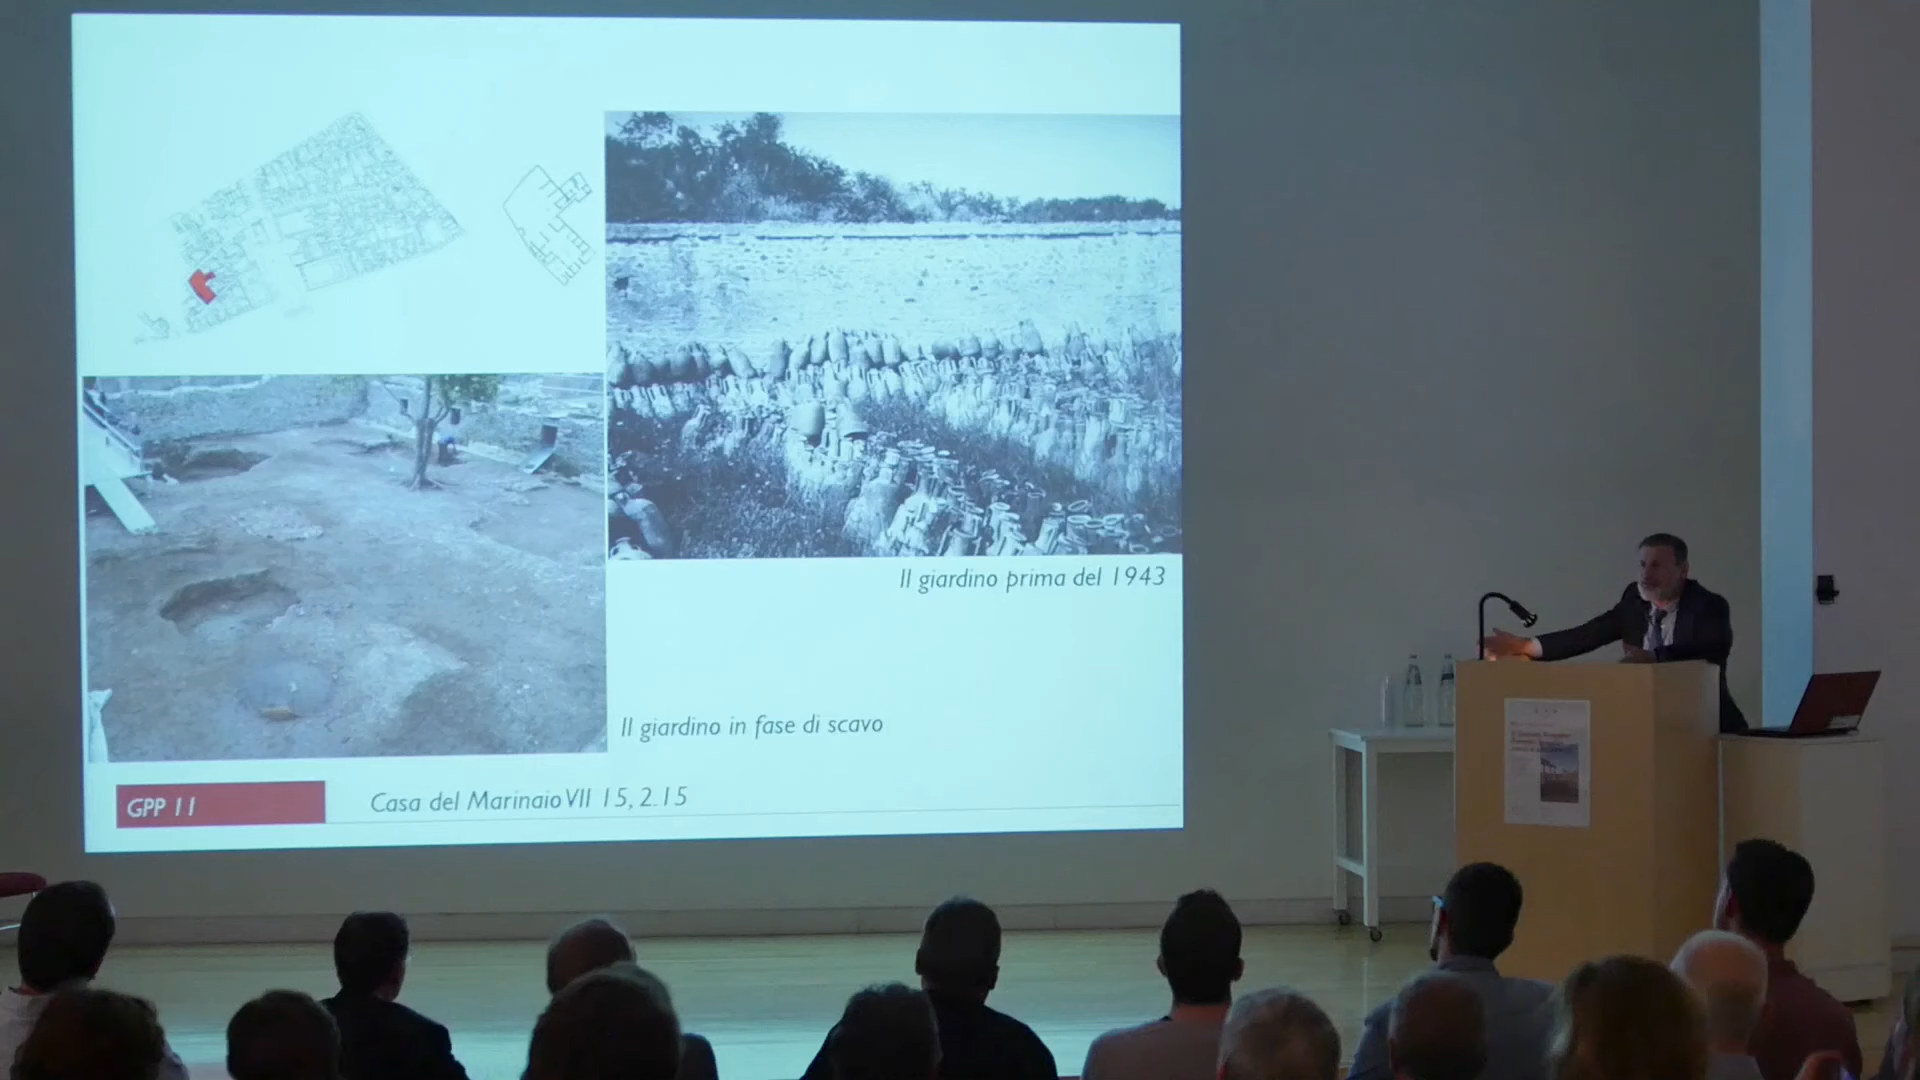 Il giardino prima del 1943
Il giardino in fase di scavo
GPP 11
Casa del Marinaio VII 15, 2.15